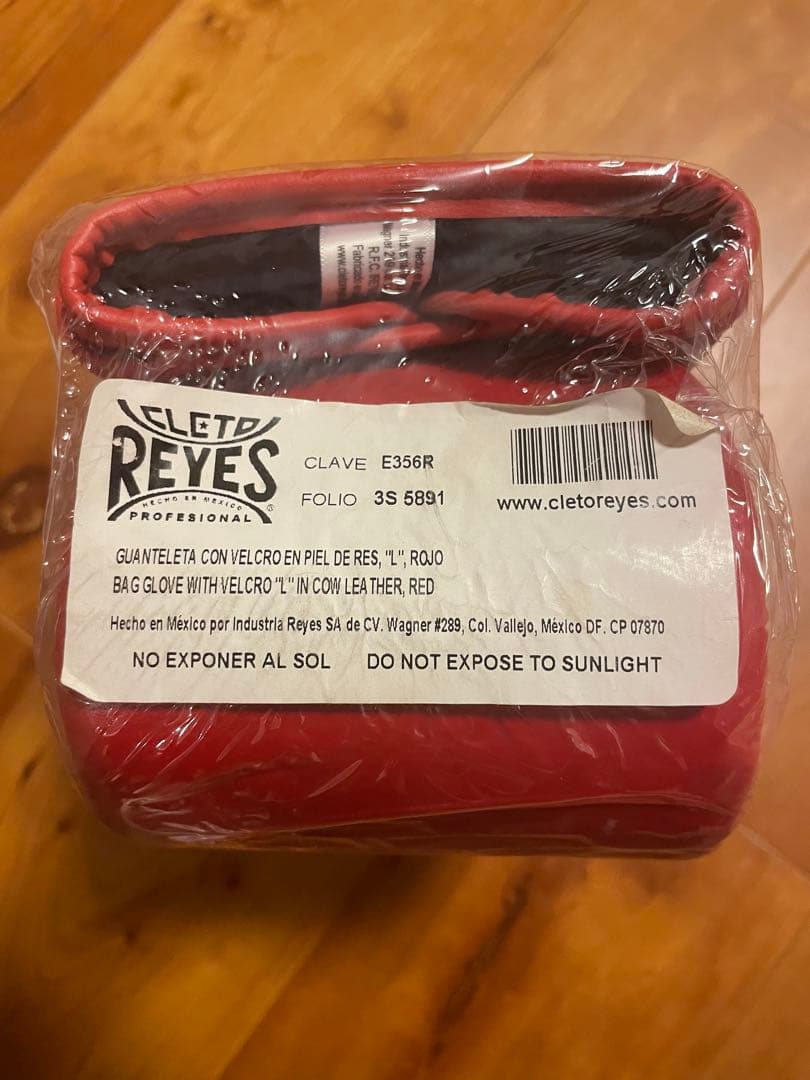 CLETO
REYES
HECHO EN MEXICO
PROFESIONAL
CLAVE E356R
FOLIO 3S 5891
www.cletoreyes.com
GUANTELETA CON VELCRO EN PIEL DE RES, "L", ROJO
BAG GLOVE WITH VELCRO "L" IN COW LEATHER, RED
Hecho en México por Industria Reyes SA de CV. Wagner #289, Col. Vallejo, México DF. CP 07870
NO EXPONER AL SOL DO NOT EXPOSE TO SUNLIGHT